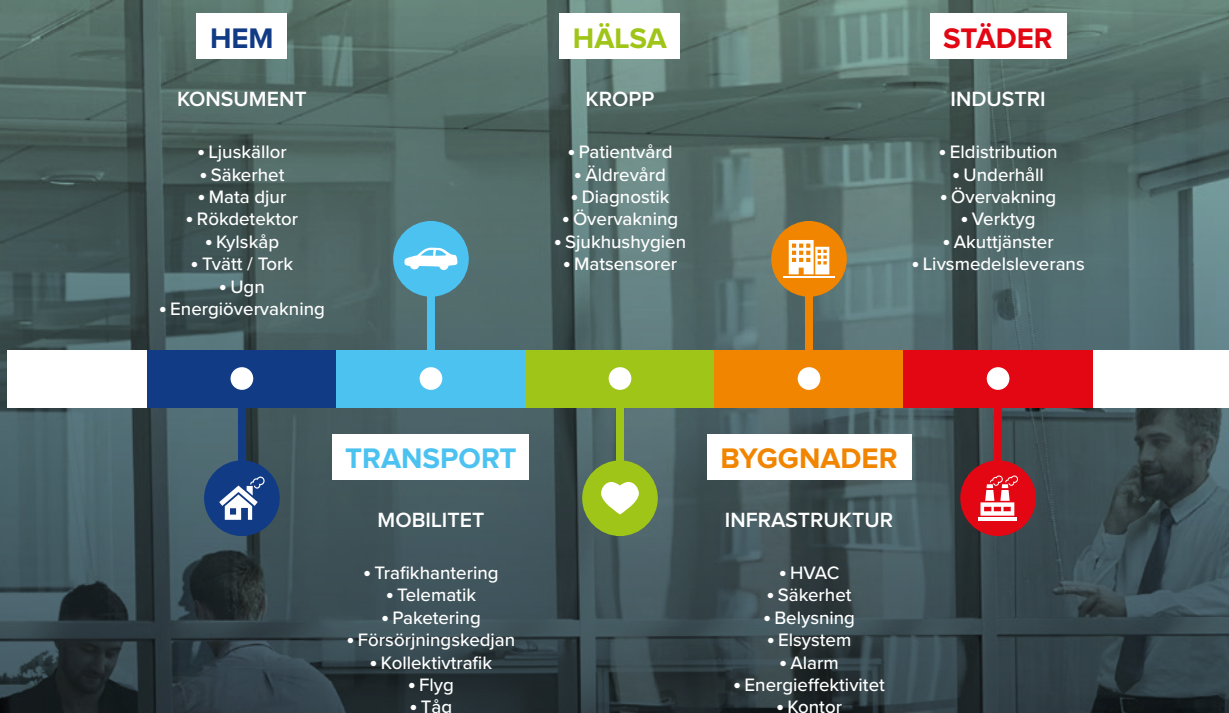 HEM
KONSUMENT
• Ljuskällor
• Säkerhet
• Mata djur
• Rökdetektor
• Kylskåp
• Tvätt / Tork
• Ugn
• Energiövervakning
HÄLSA
KROPP
• Patientvård
• Äldrevård
• Diagnostik
• Övervakning
• Sjukhushygien
• Matsensorer
STÄDER
INDUSTRI
• Eldistribution
• Underhåll
• Övervakning
• Verktyg
• Akuttjänster
• Livsmedelsleverans
TRANSPORT
MOBILITET
• Trafikhantering
• Telematik
• Paketering
• Försörjningskedjan
• Kollektivtrafik
• Flyg
• Tåg
BYGGNADER
INFRASTRUKTUR
• HVAC
• Säkerhet
• Belysning
• Elsystem
• Alarm
• Energieffektivitet
• Kontor